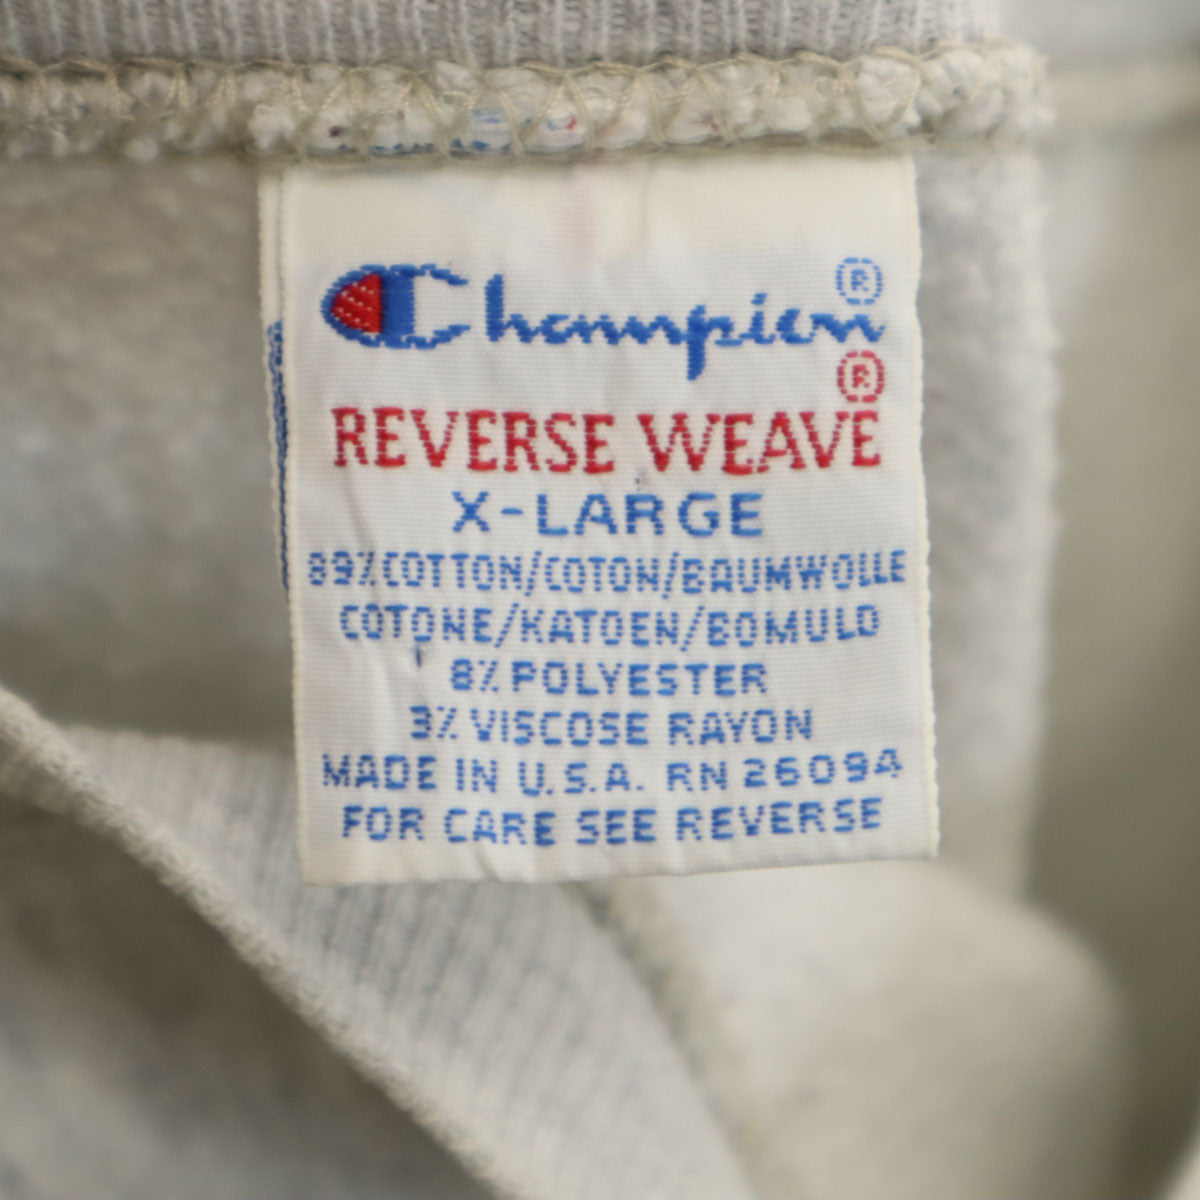 Champion®
REVERSE WEAVE®
X-LARGE
89% COTTON/COTON/BAUMWOLLE
COTONE/KATOEN/BOMULD
8% POLYESTER
3% VISCOSE RAYON
MADE IN U.S.A. RN 26094
FOR CARE SEE REVERSE